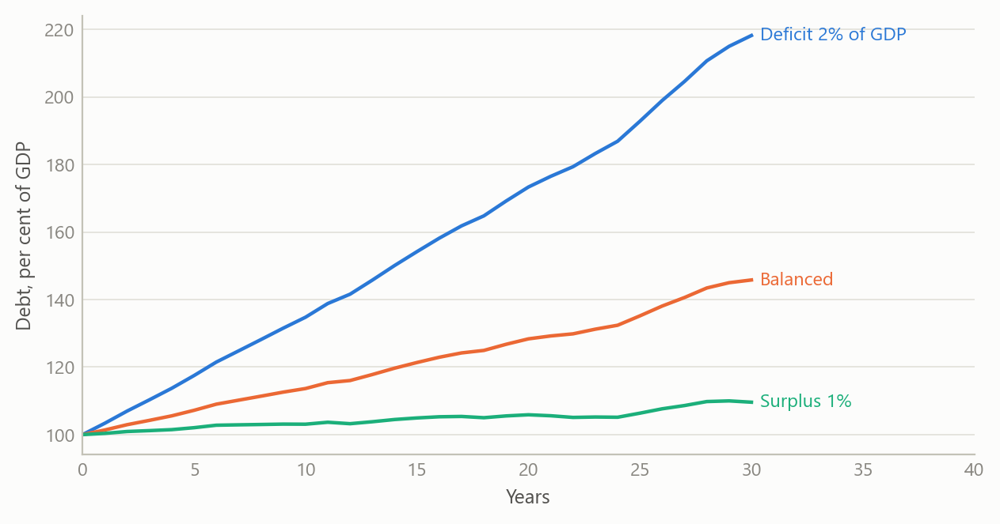 Debt, per cent of GDP
220
200
180
160
140
120
100
Deficit 2% of GDP
Balanced
Surplus 1%
0 5 10 15 20 25 30 35 40
Years